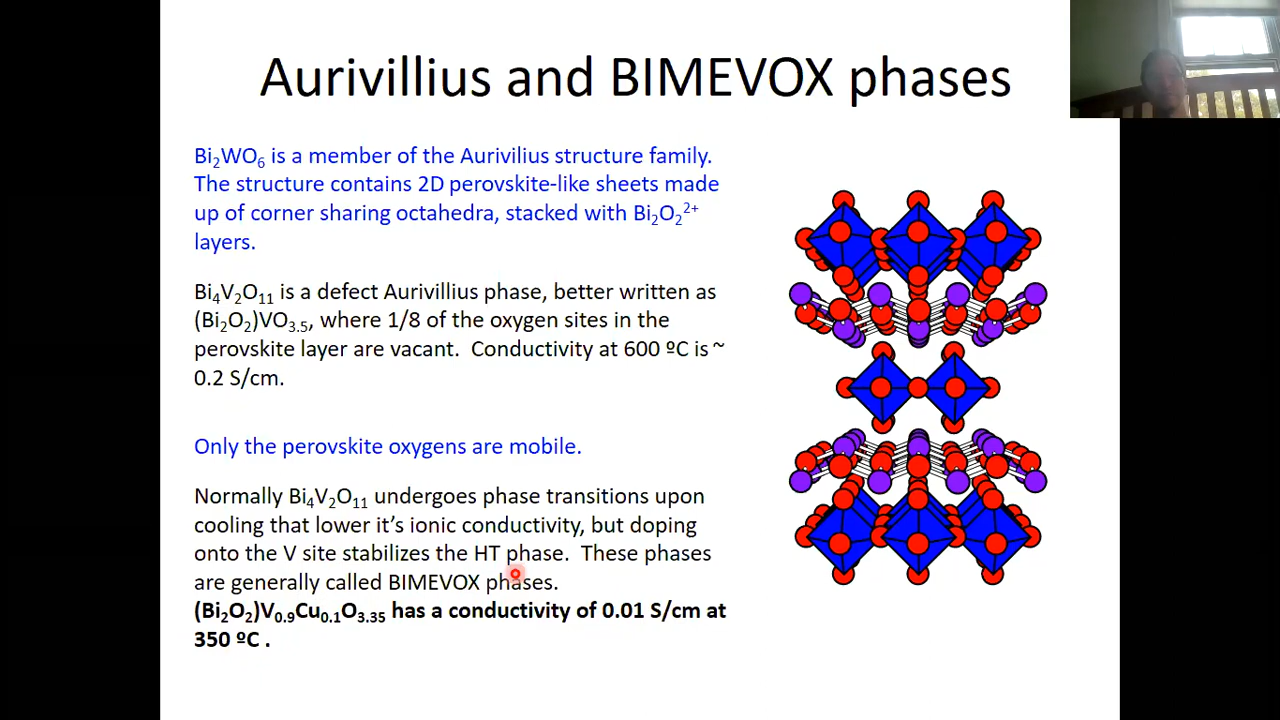 Aurivillius and BIMEVOX phases
Bi₂WO₆ is a member of the Aurivilius structure family.
The structure contains 2D perovskite-like sheets made
up of corner sharing octahedra, stacked with Bi₂O₂²⁺
layers.
Bi₄V₂O₁₁ is a defect Aurivillius phase, better written as
(Bi₂O₂)VO₃.₅, where 1/8 of the oxygen sites in the
perovskite layer are vacant. Conductivity at 600 ºC is ~
0.2 S/cm.
Only the perovskite oxygens are mobile.
Normally Bi₄V₂O₁₁ undergoes phase transitions upon
cooling that lower it’s ionic conductivity, but doping
onto the V site stabilizes the HT phase. These phases
are generally called BIMEVOX phases.
(Bi₂O₂)V₀.₉Cu₀.₁O₃.₃₅ has a conductivity of 0.01 S/cm at
350 ºC .